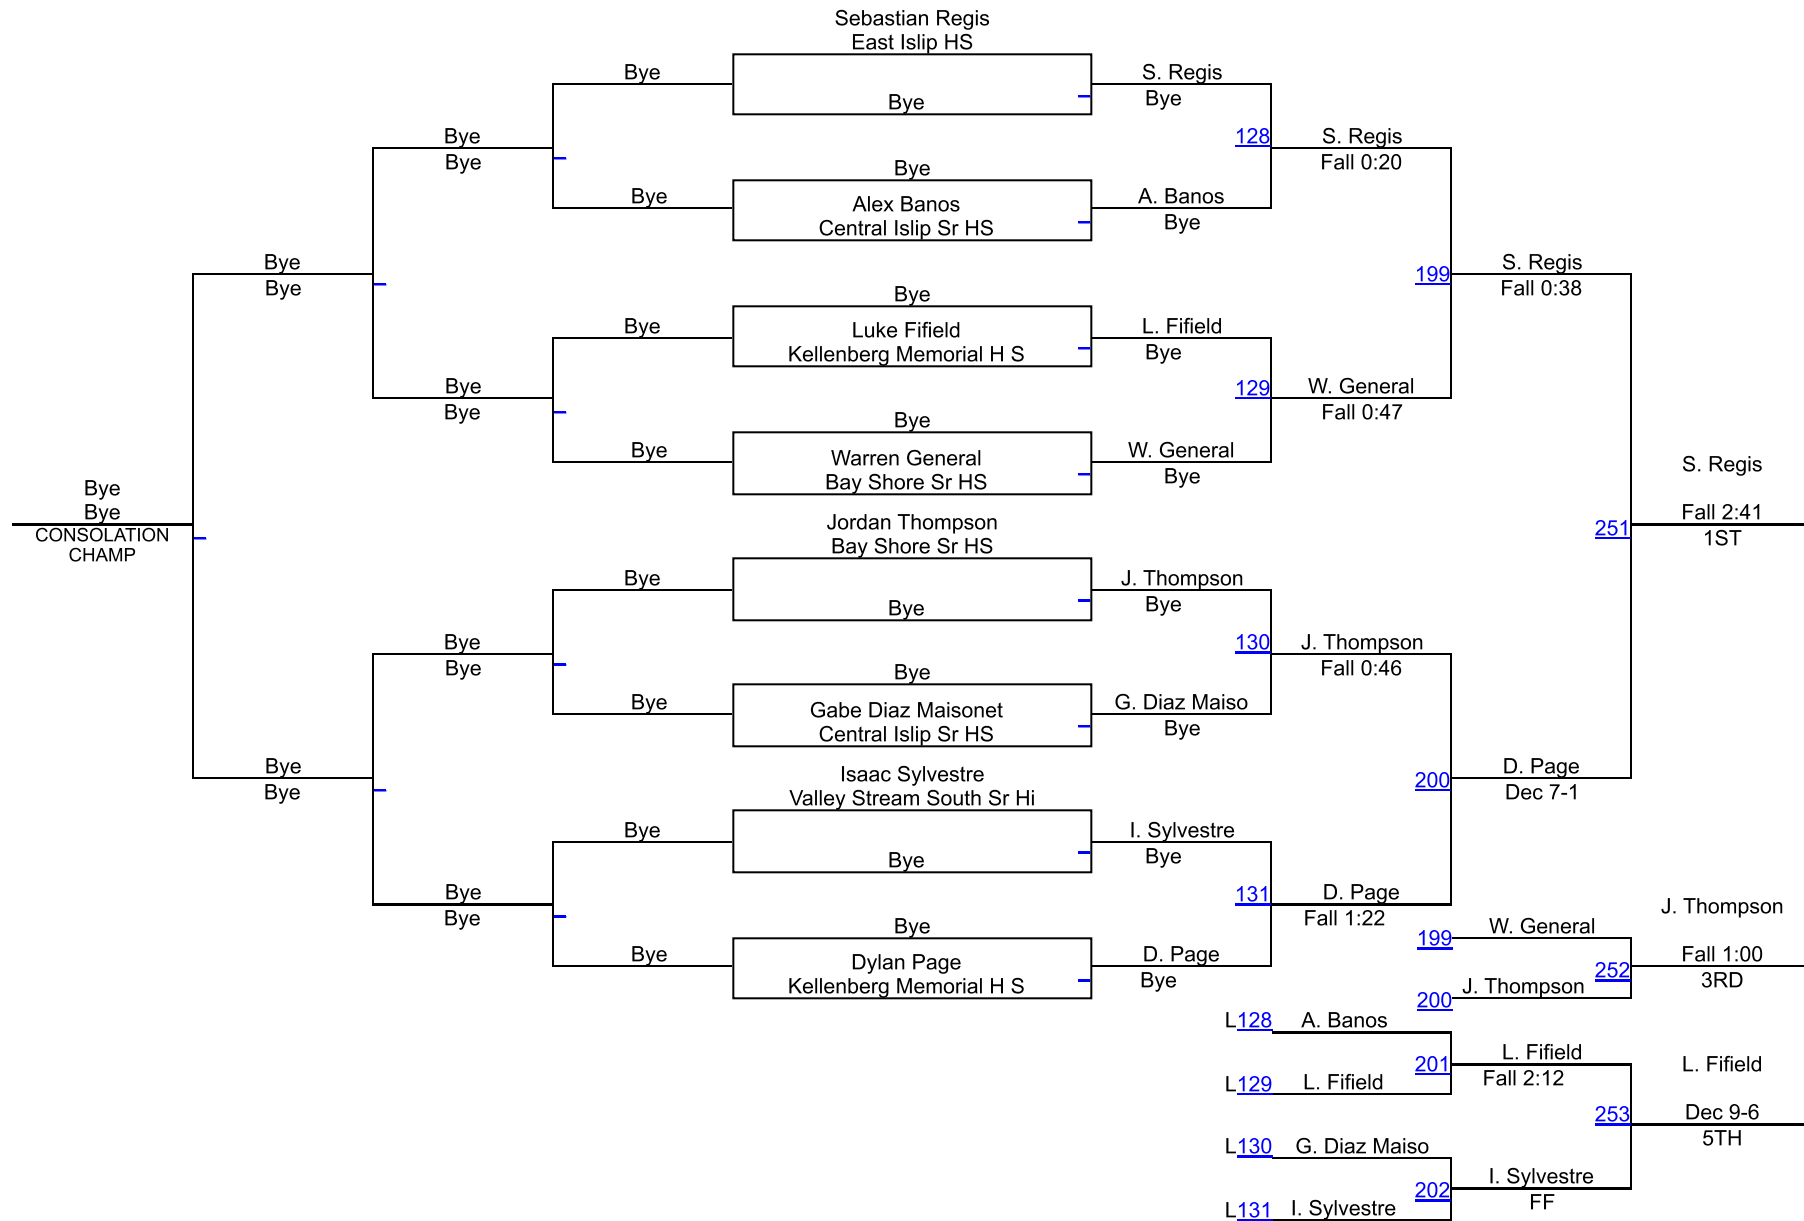 Sebastian Regis
East Islip HS
Bye
S. Regis
Bye
Bye
128
Bye
S. Regis
Bye
Fall 0:20
Bye
Bye
Alex Banos
A. Banos
Central Islip Sr HS
Bye
Bye
Bye
199
S. Regis
Fall 0:38
Bye
Bye
Luke Fifield
L. Fifield
Kellenberg Memorial H S
Bye
Bye
Bye
129
W. General
Fall 0:47
Bye
Bye
Warren General
W. General
Bay Shore Sr HS
Bye
S. Regis
Bye
Bye
CONSOLATION
CHAMP
251
Fall 2:41
1ST
Jordan Thompson
Bay Shore Sr HS
Bye
J. Thompson
Bye
Bye
Bye
Bye
130
J. Thompson
Fall 0:46
Bye
Bye
Gabe Diaz Maisonet
G. Diaz Maiso
Central Islip Sr HS
Bye
Bye
Bye
200
D. Page
Dec 7-1
Isaac Sylvestre
Valley Stream South Sr Hi
Bye
I. Sylvestre
Bye
Bye
Bye
Bye
131
D. Page
Fall 1:22
Bye
Bye
Dylan Page
D. Page
Kellenberg Memorial H S
Bye
J. Thompson
199
W. General
252
Fall 1:00
3RD
200
J. Thompson
L128
A. Banos
201
L. Fifield
Fall 2:12
L. Fifield
L129
L. Fifield
253
Dec 9-6
5TH
L130
G. Diaz Maiso
202
I. Sylvestre
FF
L131
I. Sylvestre